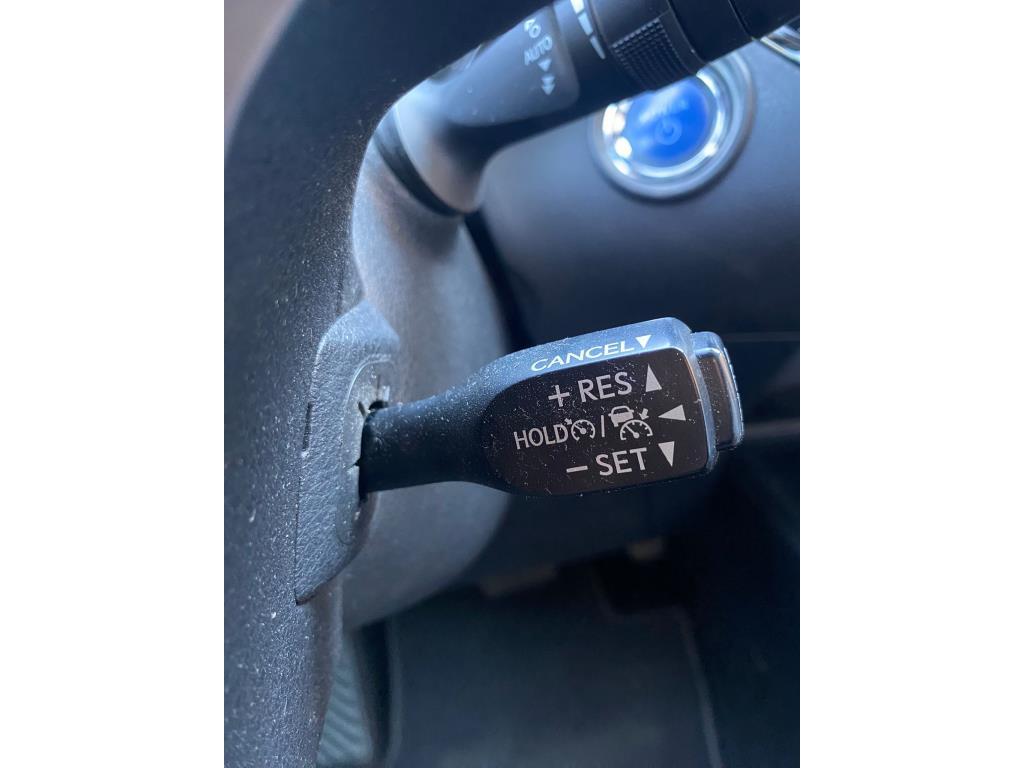 AUTO
CANCEL▼
+ RES ▲
HOLD / ◀
− SET ▼